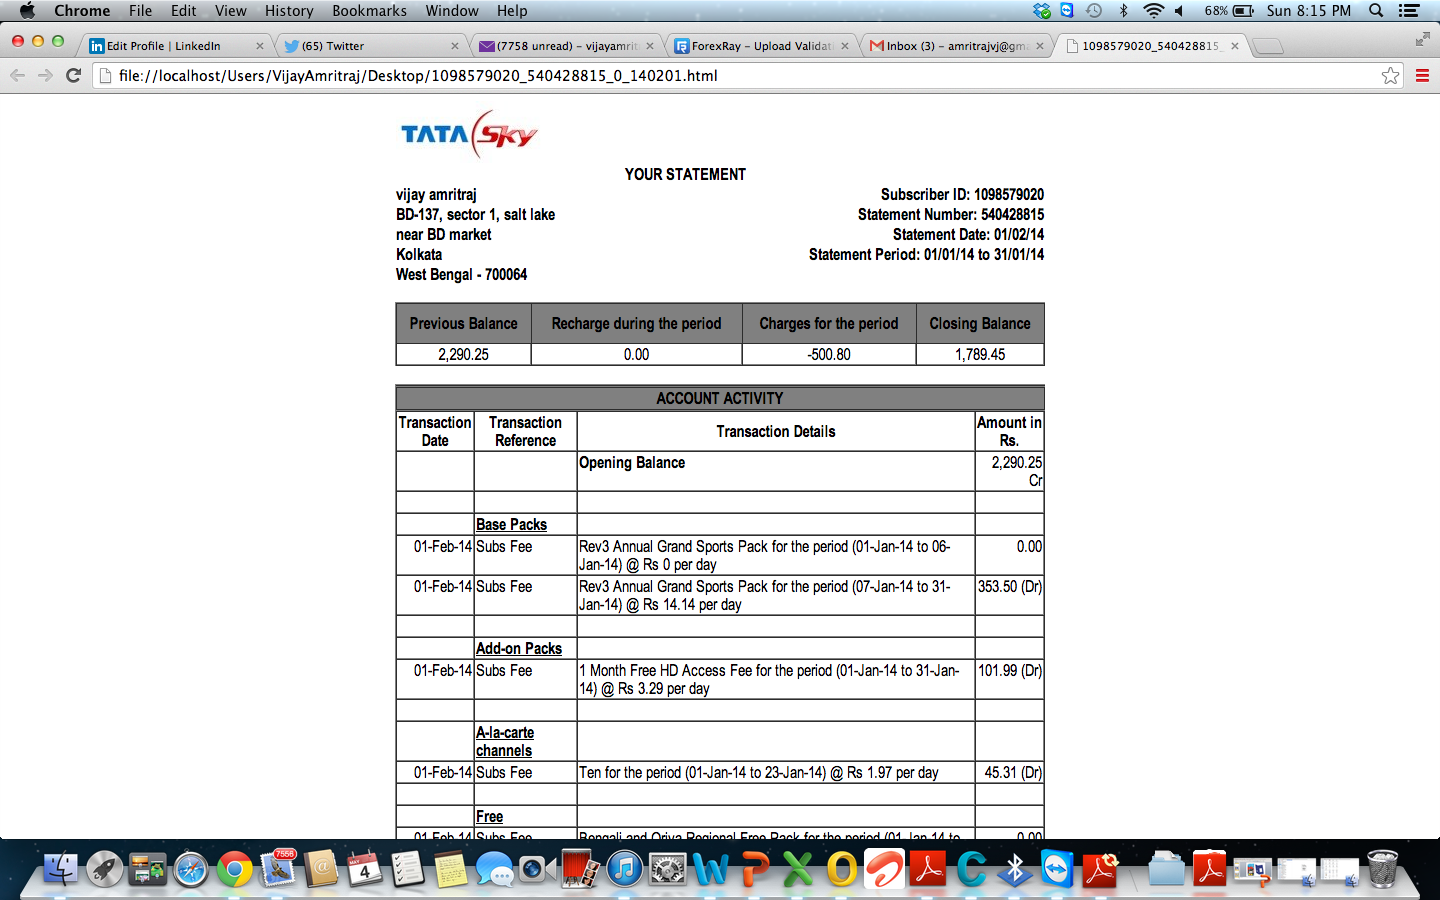 Chrome File Edit View History Bookmarks Window Help 68% Sun 8:15 PM
Edit Profile | LinkedIn (65) Twitter (7758 unread) – vijayamrit ForexRay – Upload Validat Inbox (3) – amritrajvj@gm 1098579020_540428815_
file://localhost/Users/VijayAmritraj/Desktop/1098579020_540428815_0_140201.html
TATA Sky
YOUR STATEMENT
vijay amritraj Subscriber ID: 1098579020
BD-137, sector 1, salt lake Statement Number: 540428815
near BD market Statement Date: 01/02/14
Kolkata Statement Period: 01/01/14 to 31/01/14
West Bengal - 700064
Previous Balance Recharge during the period Charges for the period Closing Balance
2,290.25 0.00 -500.80 1,789.45
ACCOUNT ACTIVITY
Transaction Date Transaction Reference Transaction Details Amount in Rs.
Opening Balance 2,290.25 Cr
Base Packs
01-Feb-14 Subs Fee Rev3 Annual Grand Sports Pack for the period (01-Jan-14 to 06-
Jan-14) @ Rs 0 per day 0.00
01-Feb-14 Subs Fee Rev3 Annual Grand Sports Pack for the period (07-Jan-14 to 31-
Jan-14) @ Rs 14.14 per day 353.50 (Dr)
Add-on Packs
01-Feb-14 Subs Fee 1 Month Free HD Access Fee for the period (01-Jan-14 to 31-Jan-
14) @ Rs 3.29 per day 101.99 (Dr)
A-la-carte
channels
01-Feb-14 Subs Fee Ten for the period (01-Jan-14 to 23-Jan-14) @ Rs 1.97 per day 45.31 (Dr)
Free
01-Feb-14 Subs Fee Bengali and Oriya Regional Free Pack for the period (01-Jan-14 to 0.00
7558
MAY
4